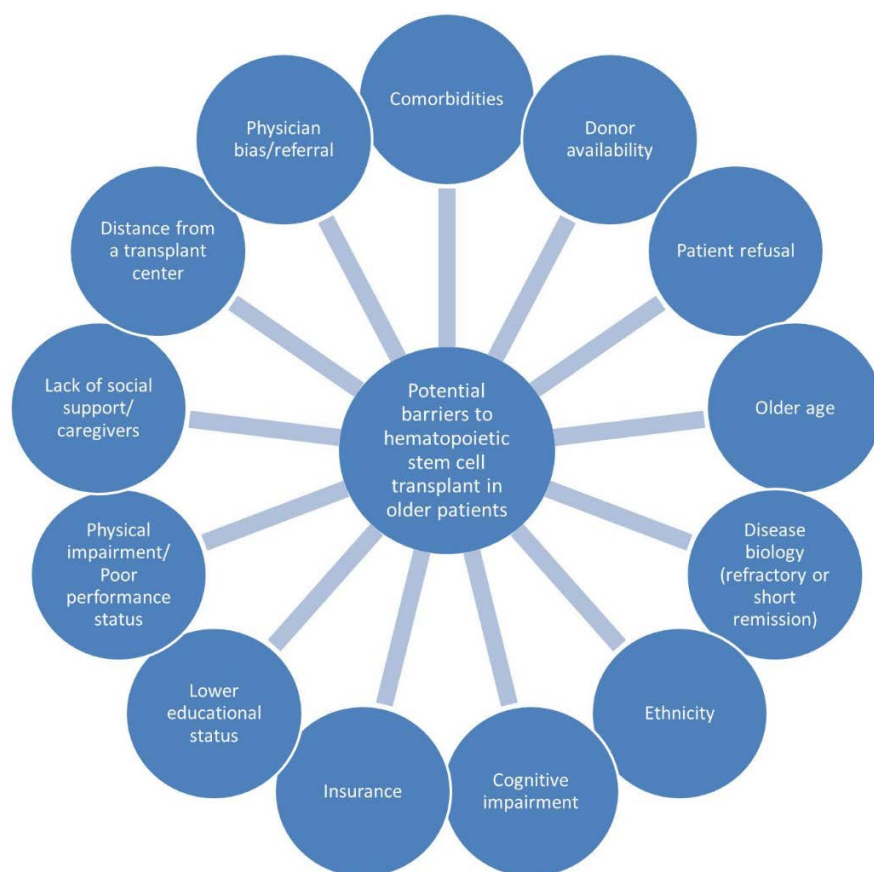 Comorbidities
Donor
availability
Patient refusal
Older age
Disease
biology
(refractory or
short
remission)
Ethnicity
Cognitive
impairment
Insurance
Lower
educational
status
Physical
impairment/
Poor
performance
status
Lack of social
support/
caregivers
Distance from
a transplant
center
Physician
bias/referral
Potential
barriers to
hematopoietic
stem cell
transplant in
older patients